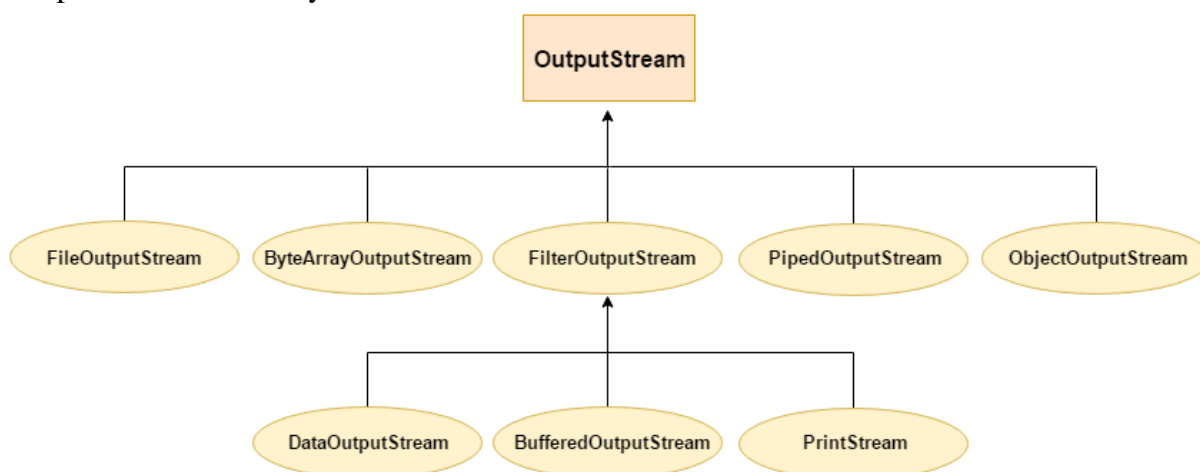 OutputStream
FileOutputStream ByteArrayOutputStream FilterOutputStream PipedOutputStream ObjectOutputStream
DataOutputStream BufferedOutputStream PrintStream